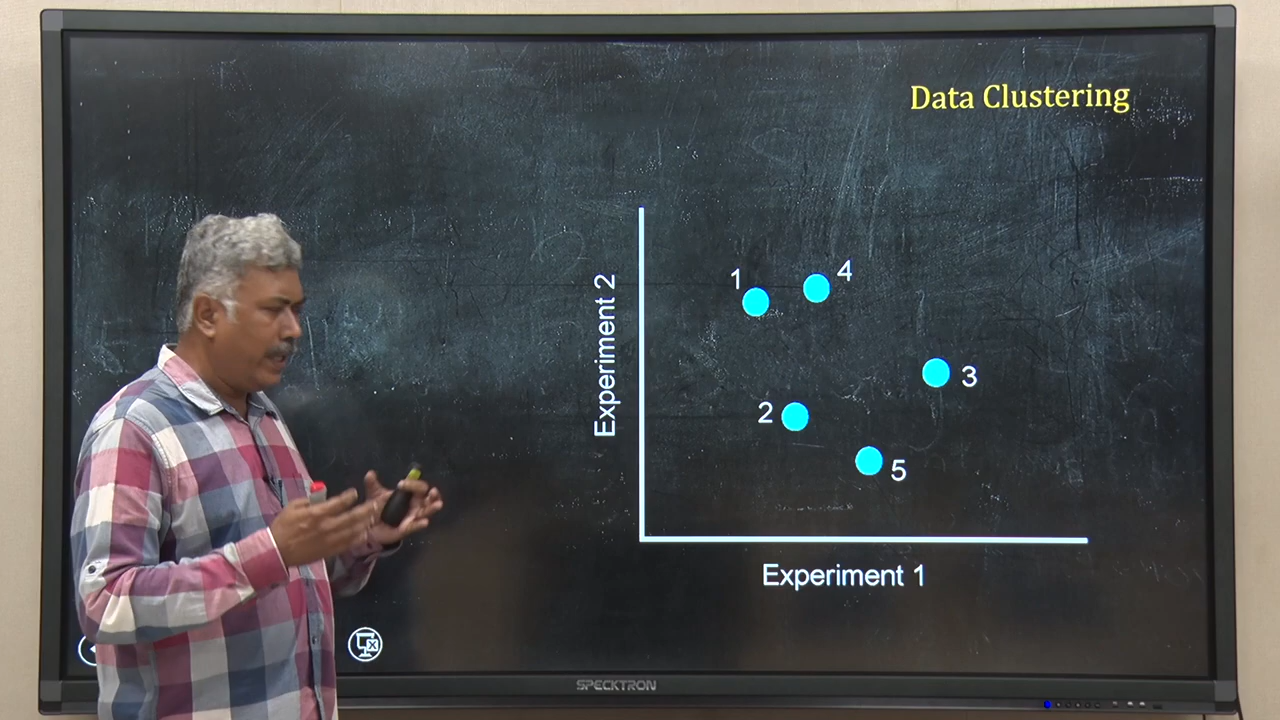 Data Clustering
Experiment 2
1
4
3
2
5
Experiment 1
SPECKTRON